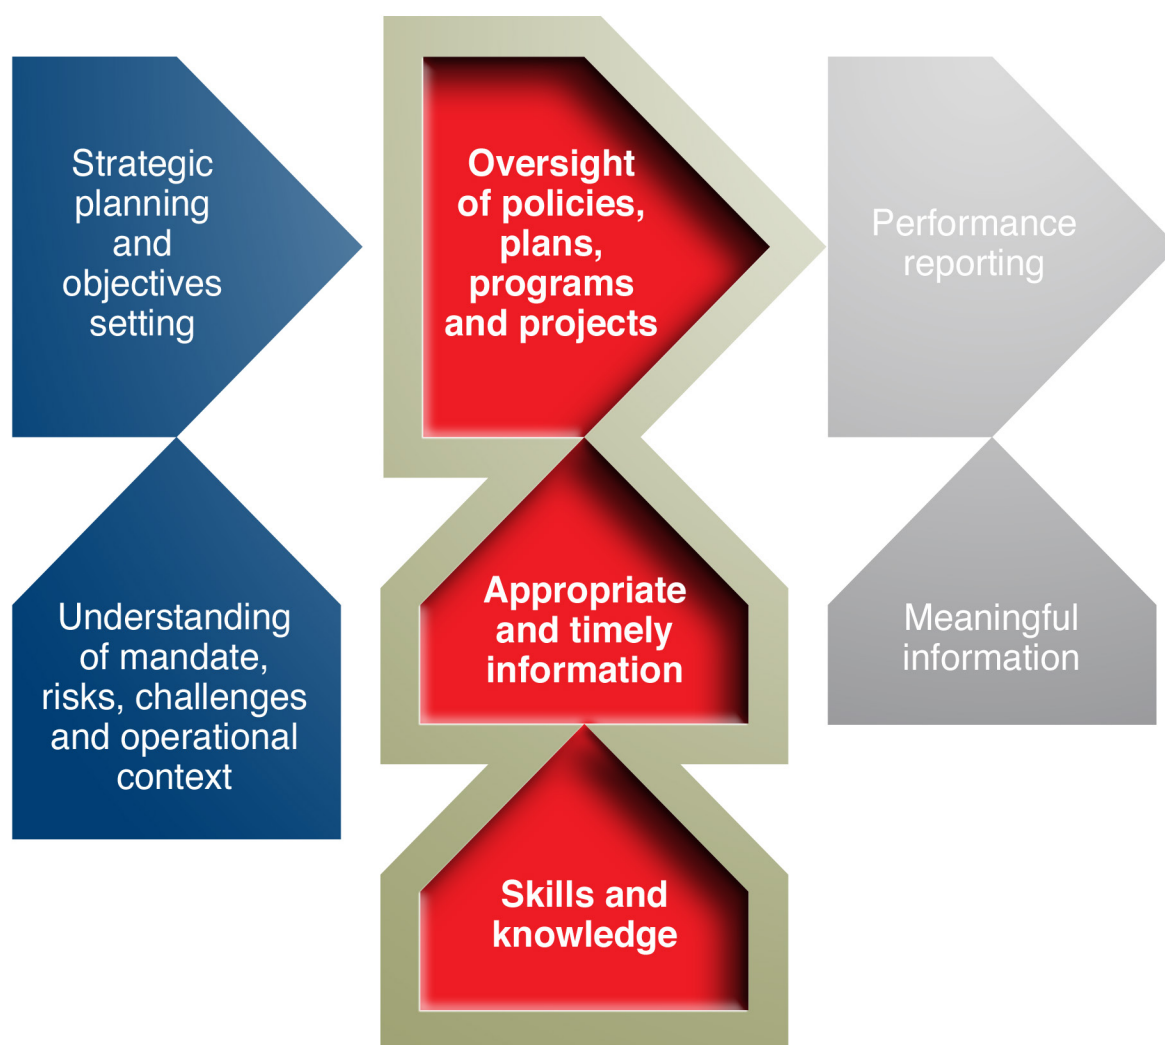 Strategic
planning
and
objectives
setting
Understanding
of mandate,
risks, challenges
and operational
context
Oversight
of policies,
plans,
programs
and projects
Appropriate
and timely
information
Skills and
knowledge
Performance
reporting
Meaningful
information